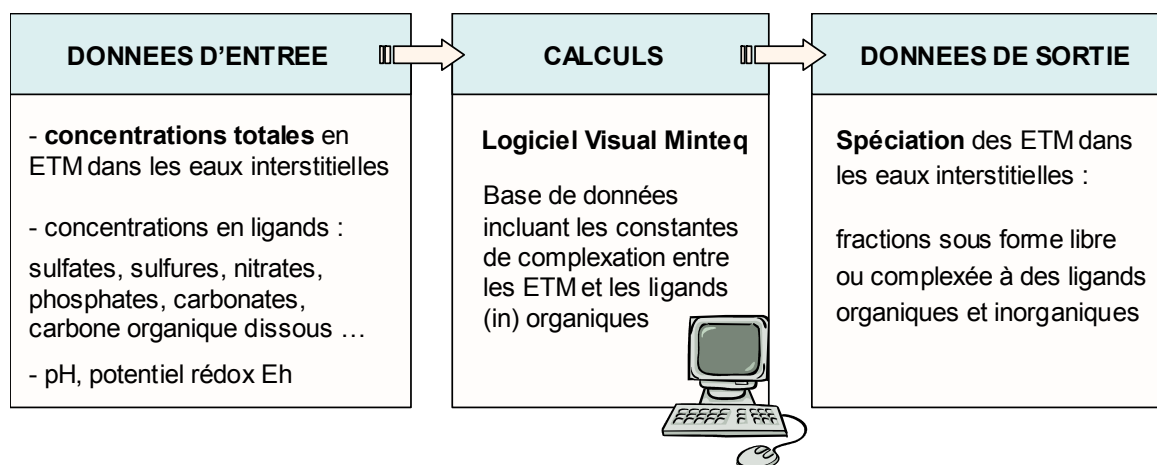 DONNEES D'ENTREE
- concentrations totales en
ETM dans les eaux interstitielles
- concentrations en ligands :
sulfates, sulfures, nitrates,
phosphates, carbonates,
carbone organique dissous …
- pH, potentiel rédox Eh
CALCULS
Logiciel Visual Minteq
Base de données
incluant les constantes
de complexation entre
les ETM et les ligands
(in) organiques
DONNEES DE SORTIE
Spéciation des ETM dans
les eaux interstitielles :
fractions sous forme libre
ou complexée à des ligands
organiques et inorganiques